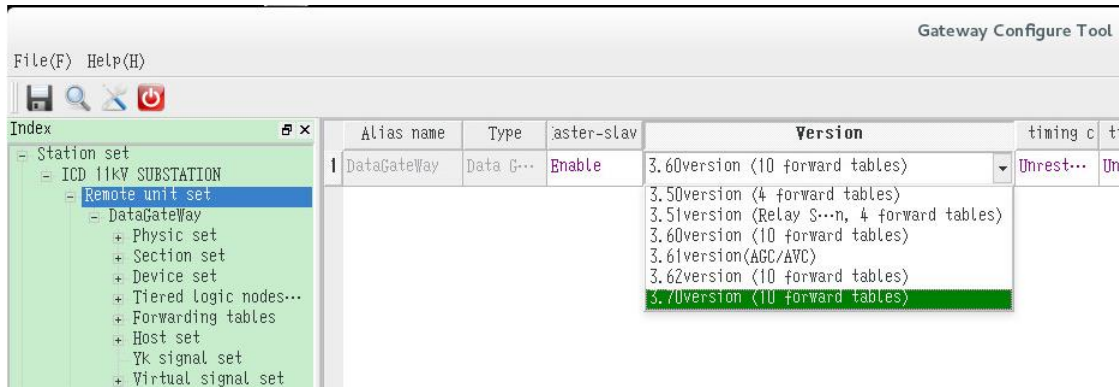 Gateway Configure Tool
File(F) Help(H)
Index
Alias name Type aster-slav Version timing c t
Station set
1 DataGateWay Data G··· Enable 3.60version (10 forward tables) Unrest··· Un
ICD 11kV SUBSTATION
Remote unit set
3.50version (4 forward tables)
DataGateWay
3.51version (Relay S···n, 4 forward tables)
Physic set
3.60version (10 forward tables)
Section set
3.61version(AGC/AVC)
Device set
3.62version (10 forward tables)
Tiered logic nodes···
3.70version (10 forward tables)
Forwarding tables
Host set
Yk signal set
Virtual signal set